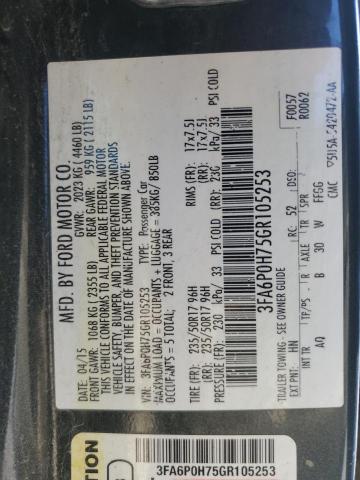 MFD. BY FORD MOTOR CO.
DATE: 04/15 GVWR: 2023 KG ( 4460 LB)
FRONT GAWR: 1068 KG ( 2355 LB) REAR GAWR: 959 KG ( 2115 LB)
THIS VEHICLE CONFORMS TO ALL APPLICABLE FEDERAL MOTOR
VEHICLE SAFETY, BUMPER, AND THEFT PREVENTION STANDARDS
IN EFFECT ON THE DATE OF MANUFACTURE SHOWN ABOVE.
VIN: 3FA6P0H75GR105253 TYPE: Passenger Car
MAXIMUM LOAD = OCCUPANTS + LUGGAGE = 385KG/ 850LB
OCCUPANTS = 5 TOTAL: 2 FRONT, 3 REAR
TIRE (FR): 235/50R17 96H RIMS (FR): 17x7.5J
TIRE (RR): 235/50R17 96H (RR): 17x7.5J
PRESSURE (FR): 230 kPa/ 33 PSI COLD (RR): 230 kPa/ 33 PSI COLD
3FA6P0H75GR105253
TRAILER TOWING - SEE OWNER GUIDE F0057
EXT PNT: HN RC: 52 DSO: R0062
TP/PS R AXLE TR SPR
AQ B 30 W FFGG
CMC
3FA6P0H75GR105253